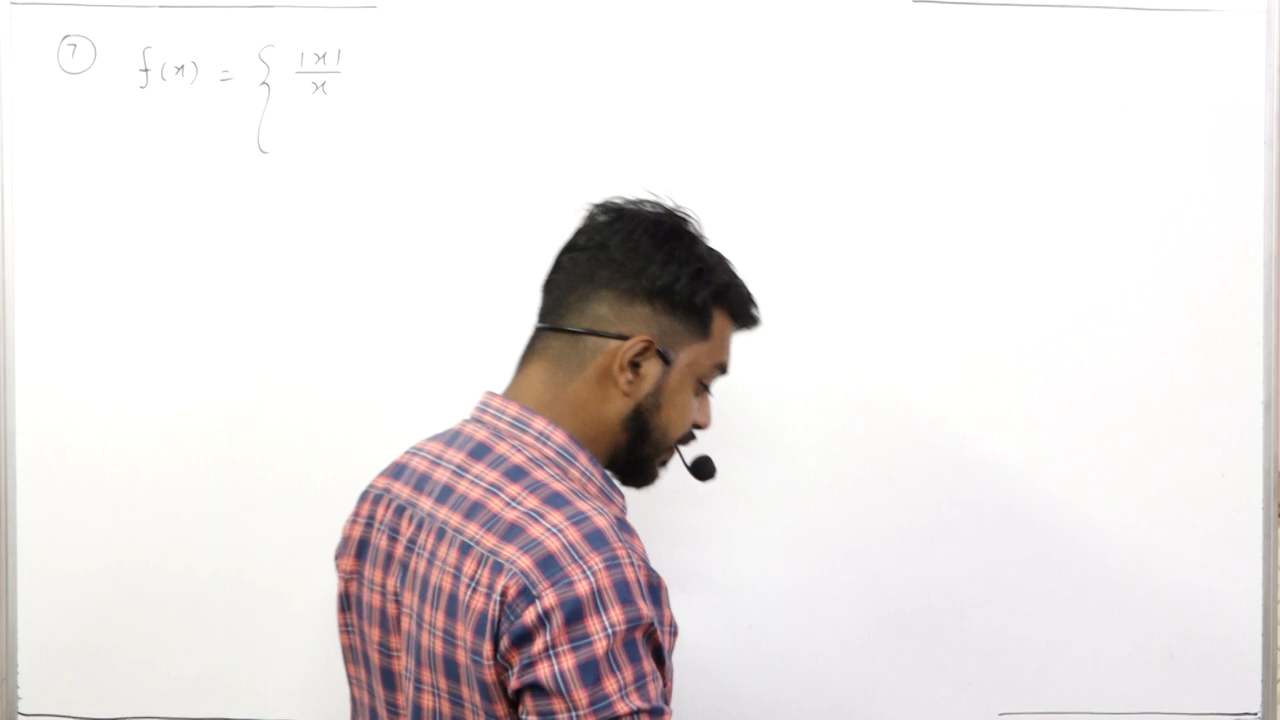 ⑦ f(x) = { |x|/x